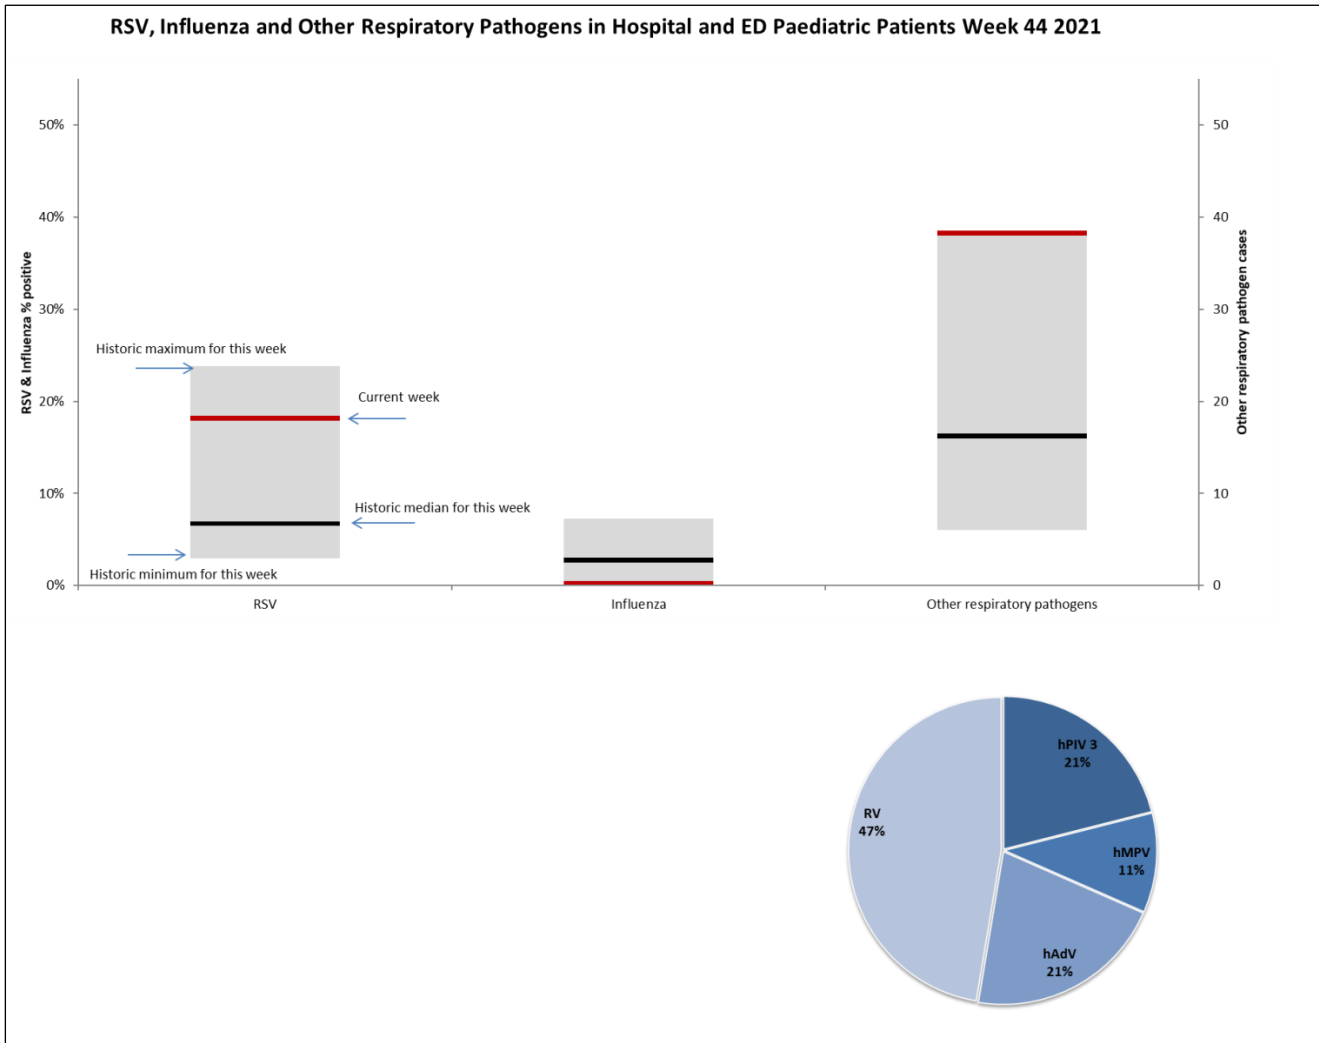 RSV, Influenza and Other Respiratory Pathogens in Hospital and ED Paediatric Patients Week 44 2021
RSV & Influenza % positive
50%
40%
30%
20%
10%
0%
Historic maximum for this week
Current week
Historic median for this week
Historic minimum for this week
RSV
Influenza
Other respiratory pathogens
50
40
30
20
10
0
Other respiratory pathogen cases
hPIV 3
21%
hMPV
11%
hAdV
21%
RV
47%